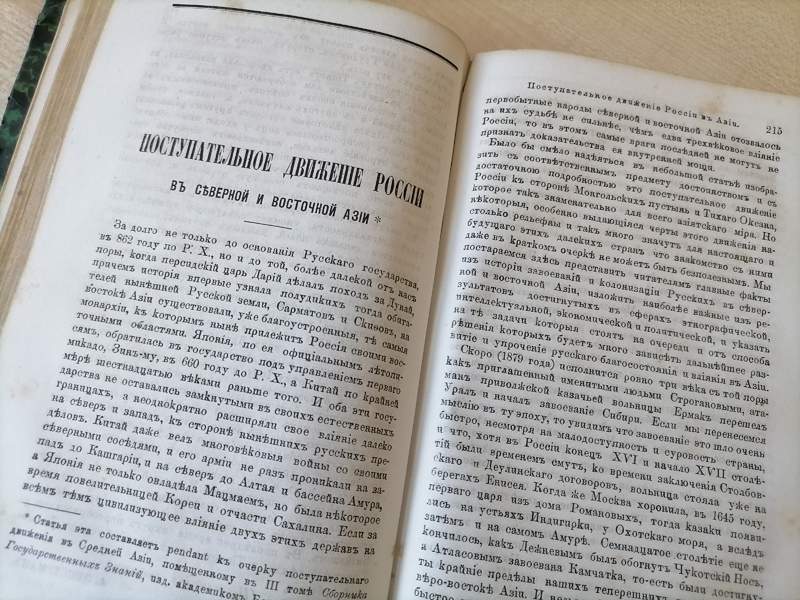 ПОСТУПАТЕЛЬНОЕ ДВИЖЕНІЕ РОССІИ
ВЪ СѢВЕРНОЙ И ВОСТОЧНОЙ АЗІИ *
За долго не только до основанія Русскаго государства,
въ 862 году по Р. Х., но и до той, болѣе далекой отъ насъ
поры, когда персидскій царь Дарій дѣлалъ походъ за Дунай,
причемъ исторія впервые узнала полудикихъ тогда обита-
телей нынѣшней Русской земли, Сарматовъ и Скиѳовъ, на
востокѣ Азіи существовали, уже благоустроенныя, тѣ самыя
монархіи, къ которымъ нынѣ прилежитъ Россія своими вос-
точными областями. Японія, по ея официальнымъ лѣтопи-
сямъ, обратилась въ государство подъ управленіемъ перваго
микадо, Зинъ-му, въ 660 году до Р. Х., а Китай по крайней
мѣрѣ шестнадцатью вѣками раньше того. И оба эти госу-
дарства не оставались замкнутыми въ своихъ естественныхъ
границахъ, а неоднократно расширяли свое вліяніе далеко
на сѣверъ и западъ, къ сторонѣ нынѣшнихъ русскихъ пре-
дѣловъ. Китай даже велъ многовѣковыя войны со своими
сѣверными сосѣдями, и его арміи не разъ проникали на за-
падъ до Кашгаріи, и на сѣверъ до Алтая и бассейна Амура,
а Японія не только овладѣла Мацмаемъ, но была нѣкоторое
время повелительницей Кореи и отчасти Сахалина. Если за
всѣмъ тѣмъ цивилизующее вліяніе двухъ этихъ державъ на
* Статья эта составляетъ pendant къ очерку поступательнаго
движенія въ Средней Азіи, помѣщенному въ III томѣ Сборника
Государственныхъ Знаній, изд. академикомъ
Поступательное движеніе Россіи въ Азіи. 215
первобытные народы сѣверной и восточной Азіи отозвалось
на ихъ судьбѣ не сильнѣе, чѣмъ едва трехвѣковое вліяніе
Россіи, то въ этомъ самые враги послѣдней не могутъ не
признать доказательства ея внутренней мощи.
Было бы смѣло надѣяться въ небольшой статьѣ изобра-
зить съ соотвѣтственнымъ предмету достоинствомъ и съ
достаточною подробностью это поступательное движеніе
Россіи къ сторонѣ Монгольскихъ пустынь и Тихаго Океана,
которое такъ знаменательно для всего азіятскаго міра. Но
нѣкоторыя, особенно выдающіяся черты этого движенія на-
столько рельефны и такъ много значутъ для настоящаго и
будущаго этихъ далекихъ странъ что знакомство съ ними
даже въ краткомъ очеркѣ не можетъ быть безполезнымъ. Мы
постараемся здѣсь представить читателямъ главные факты
изъ исторіи завоеваній и колонизаціи Русскихъ въ сѣвер-
ной и восточной Азіи, изложить наиболѣе важные изъ ре-
зультатовъ достигнутыхъ въ сферахъ этнографической,
интеллектуальной, экономической и политической, и указать
на тѣ задачи которыя стоятъ на очереди и отъ способа
рѣшенія которыхъ будетъ много зависѣть дальнѣйшее раз-
витіе и упроченіе русскаго благосостоянія и вліянія въ Азіи.
Скоро (1879 года) исполнится ровно три вѣка съ той поры
какъ приглашенный именитыми людьми Строгановыми, ата-
манъ приволжской казачьей вольницы Ермакъ перешелъ
Уралъ и началъ завоеваніе Сибири. Если мы перенесемся
мыслью въ ту эпоху, то увидимъ что завоеваніе это шло очень
быстро, несмотря на малодоступность и суровость страны,
и что, хотя въ Россіи конецъ XVI и начало XVII столѣ-
тій были временемъ смутъ, ко времени заключенія Столбов-
скаго и Деулинскаго договоровъ, вольница стояла уже на
берегахъ Енисея. Когда же Москва хоронила, въ 1645 году,
перваго царя изъ дома Романовыхъ, тогда казаки появи-
лись на устьяхъ Индигирки, у Охотскаго моря, а вслѣдъ
затѣмъ и на самомъ Амурѣ. Семнадцатое столѣтіе еще не
кончилось, какъ Дежневымъ былъ обогнутъ Чукотскій Носъ,
а Атласовымъ завоевана Камчатка, то-есть были достигну-
ты крайніе предѣлы нашихъ теперешнихъ
веро-востокѣ Азіи. И